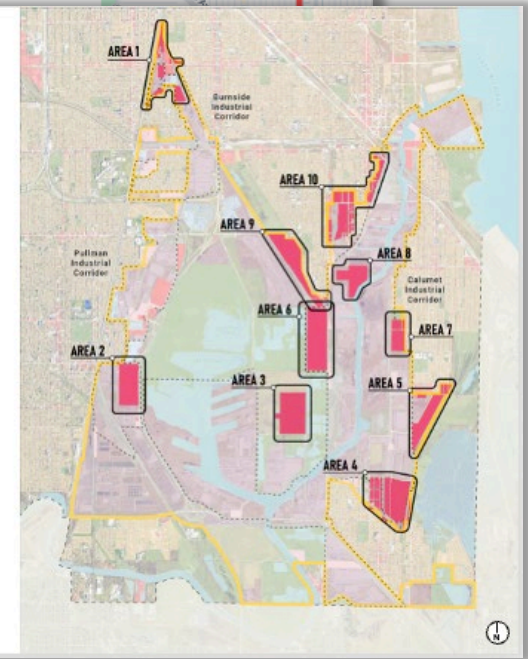 AREA 1
Burnside
Industrial
Corridor
AREA 10
AREA 9
Pullman
Industrial
Corridor
AREA 8
Calumet
Industrial
Corridor
AREA 6
AREA 7
AREA 2
AREA 3
AREA 5
AREA 4
N